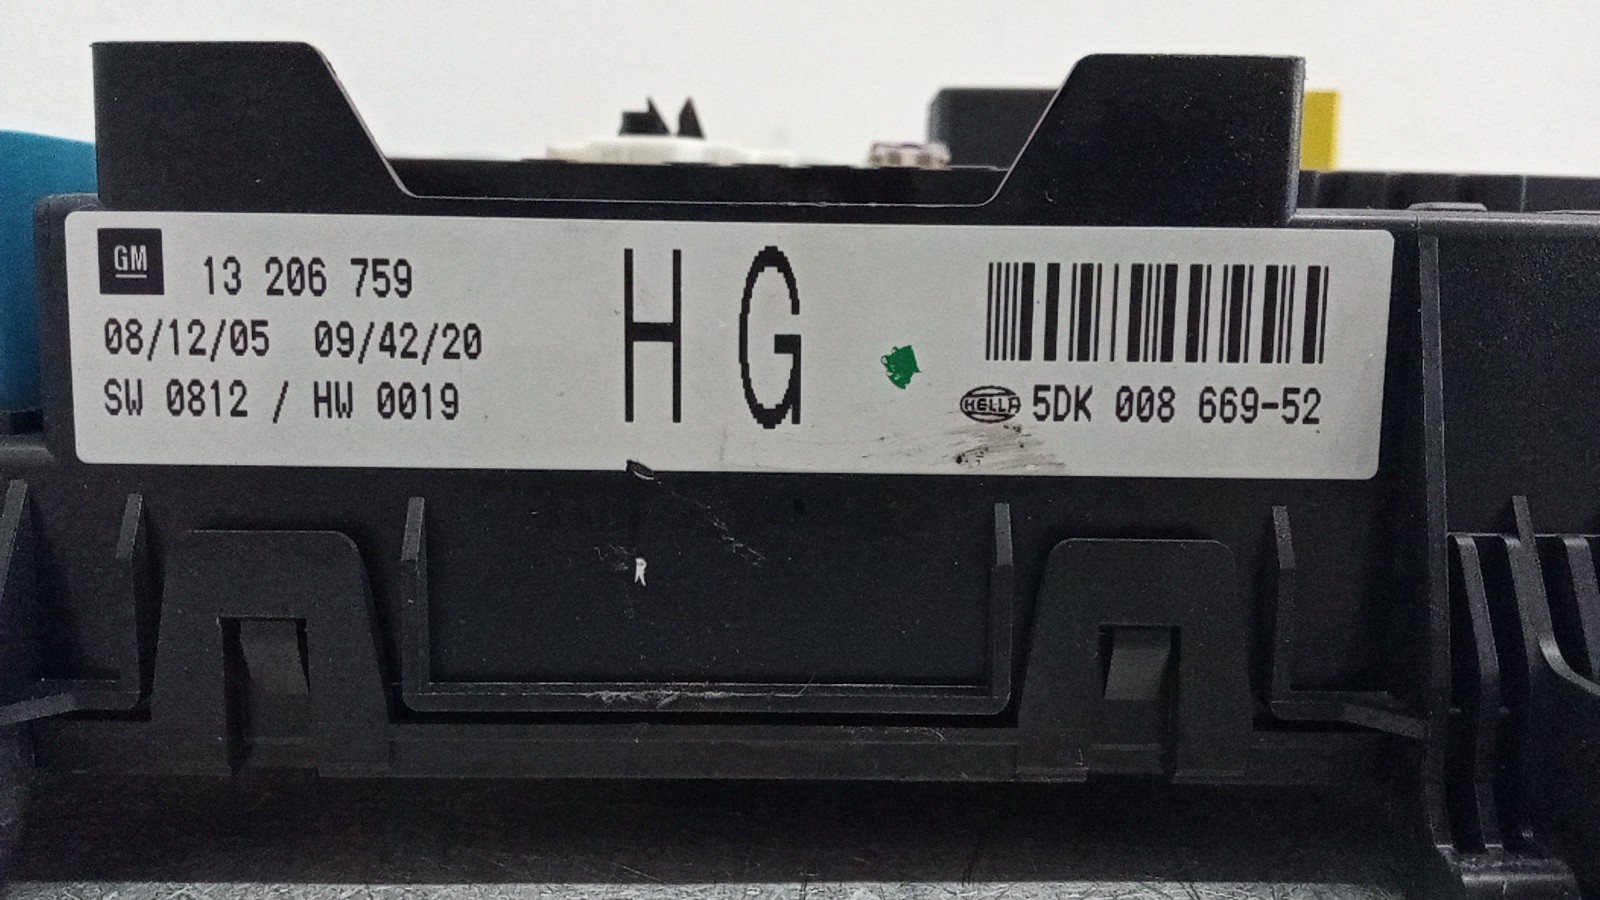 GM 13 206 759
08/12/05 09/42/20
SW 0812 / HW 0019
HG
HELLA 5DK 008 669-52